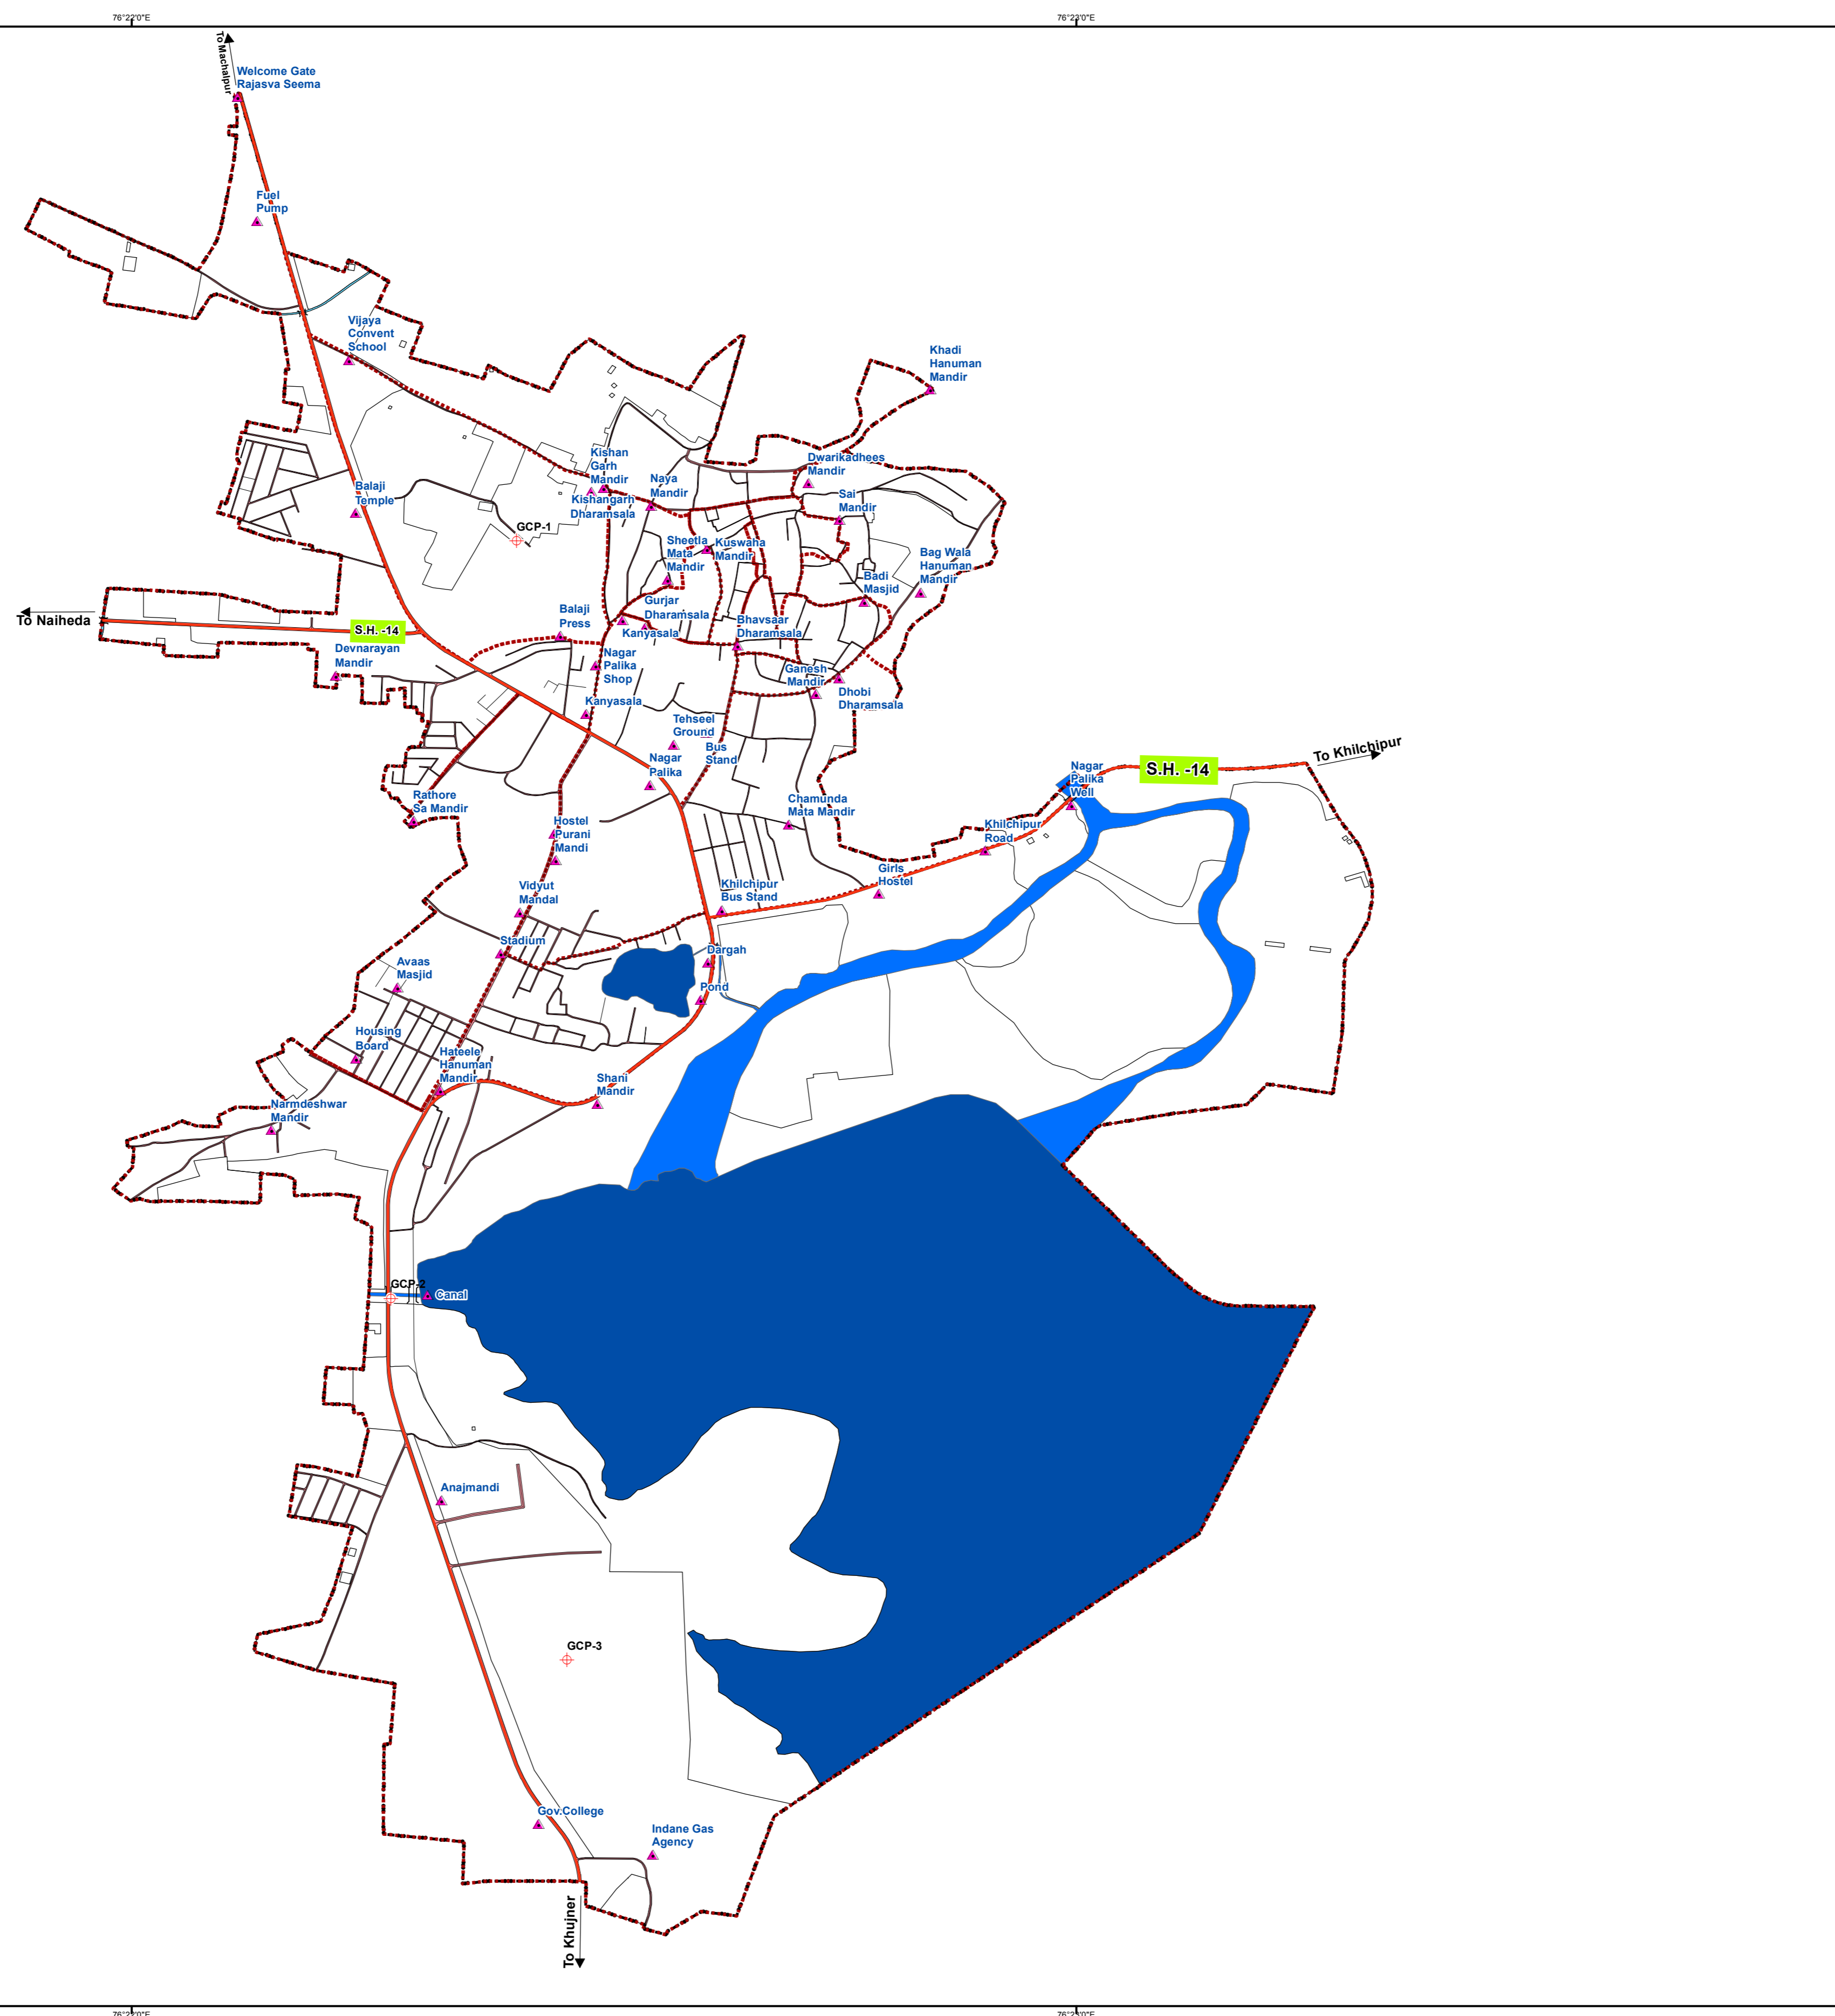 76°22'0"E
76°23'0"E
To Machalpur
Welcome Gate
Rajasva Seema
Fuel
Pump
Vijaya
Convent
School
Khadi
Hanuman
Mandir
Kishan
Garh
Mandir
Kishangarh
Dharamsala
Naya
Mandir
Dwarikadhees
Mandir
Sai
Mandir
Balaji
Temple
GCP-1
Sheetla
Mata
Mandir
Kuswaha
Mandir
Bag Wala
Hanuman
Mandir
Badi
Masjid
To Naiheda
S.H. -14
Devnarayan
Mandir
Balaji
Press
Gurjar
Dharamsala
Kanyasala
Bhavsaar
Dharamsala
Nagar
Palika
Shop
Ganesh
Mandir
Dhobi
Dharamsala
Kanyasala
Tehseel
Ground
Bus
Stand
Nagar
Palika
To Khilchipur
S.H. -14
Nagar
Palika
Well
Rathore
Sa Mandir
Chamunda
Mata Mandir
Hostel
Purani
Mandi
Khilchipur
Road
Girls
Hostel
Vidyut
Mandal
Khilchipur
Bus Stand
Stadium
Dargah
Avaas
Masjid
Pond
Housing
Board
Hateele
Hanuman
Mandir
Shani
Mandir
Narmdeshwar
Mandir
GCP-2
Canal
Anajmandi
GCP-3
Gov.College
Indane Gas
Agency
To Khujner
76°22'0"E
76°23'0"E